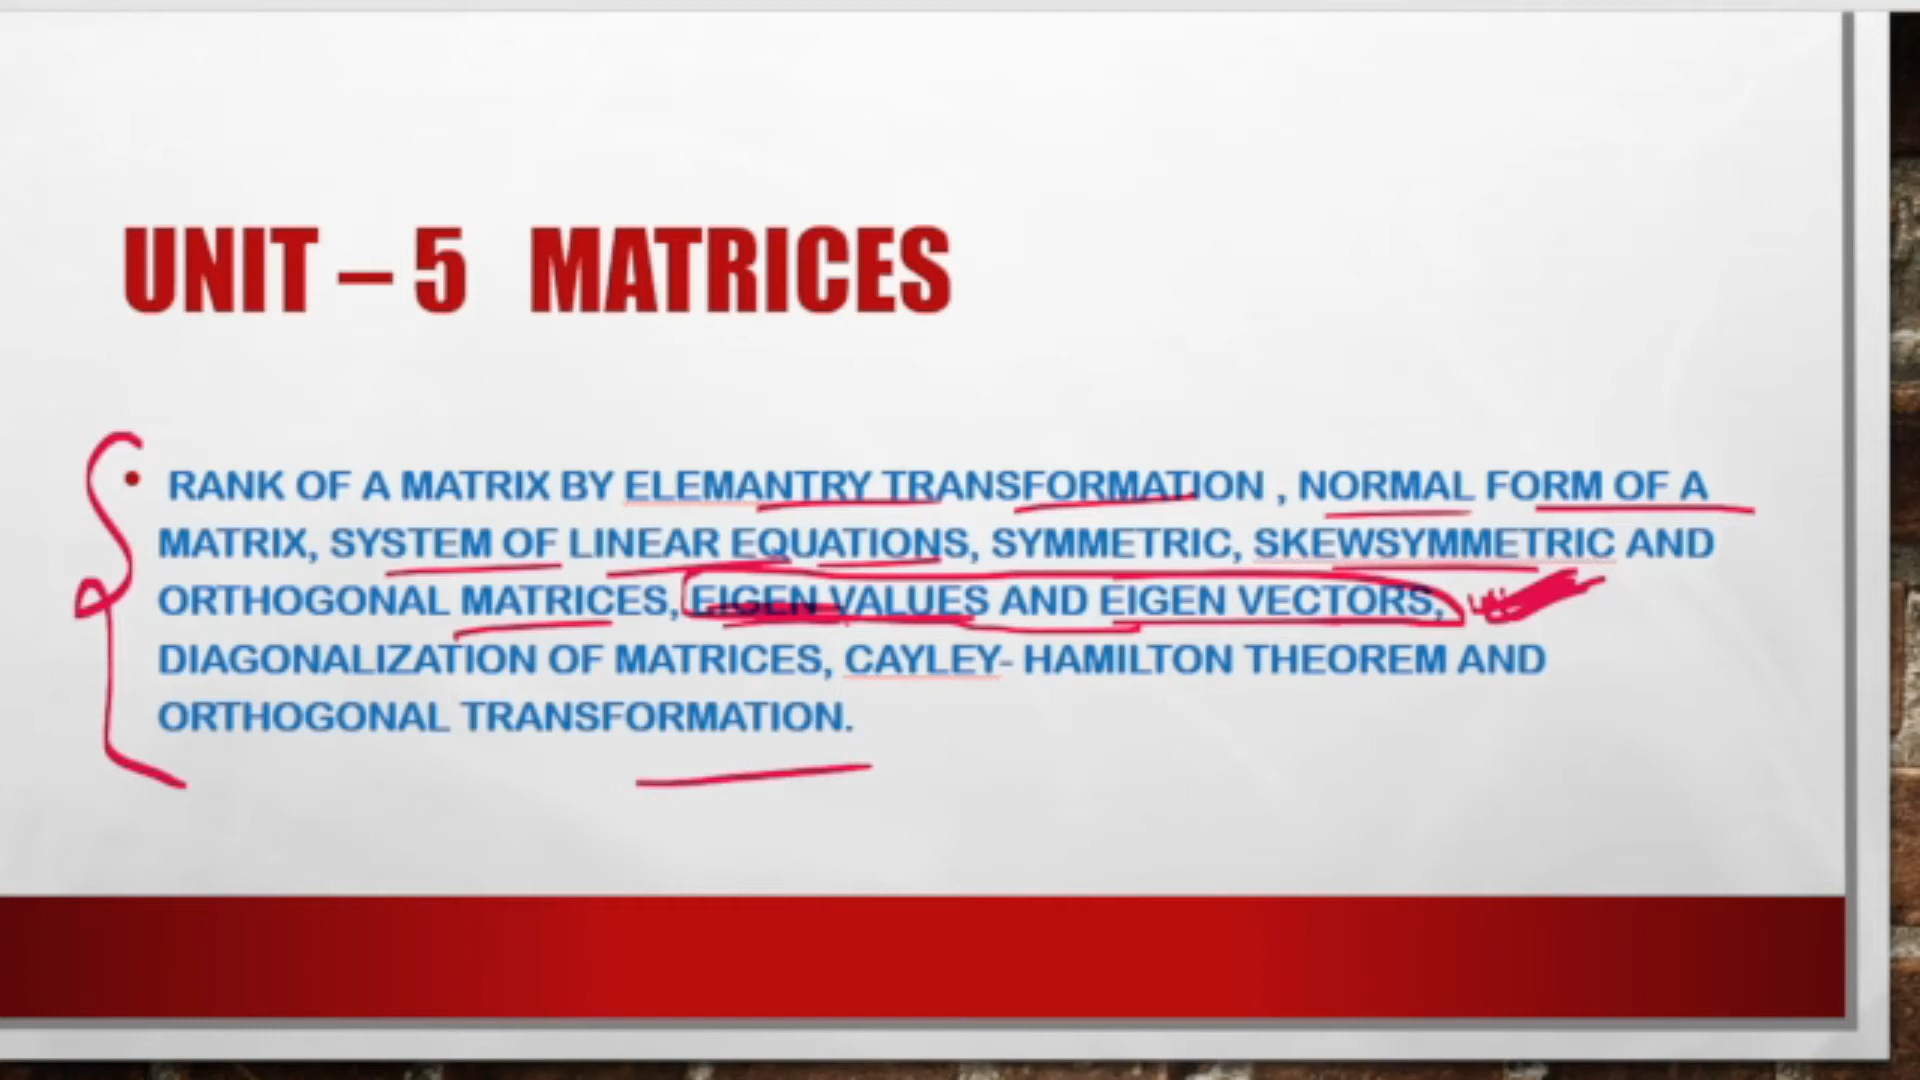 UNIT – 5 MATRICES
• RANK OF A MATRIX BY ELEMANTRY TRANSFORMATION , NORMAL FORM OF A
MATRIX, SYSTEM OF LINEAR EQUATIONS, SYMMETRIC, SKEWSYMMETRIC AND
ORTHOGONAL MATRICES, EIGEN VALUES AND EIGEN VECTORS,
DIAGONALIZATION OF MATRICES, CAYLEY- HAMILTON THEOREM AND
ORTHOGONAL TRANSFORMATION.